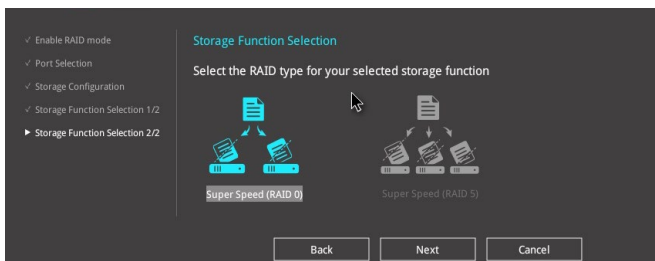 ✓ Enable RAID mode
✓ Port Selection
✓ Storage Configuration
✓ Storage Function Selection 1/2
▶ Storage Function Selection 2/2
Storage Function Selection
Select the RAID type for your selected storage function
Super Speed (RAID 0)
Super Speed (RAID 5)
Back
Next
Cancel